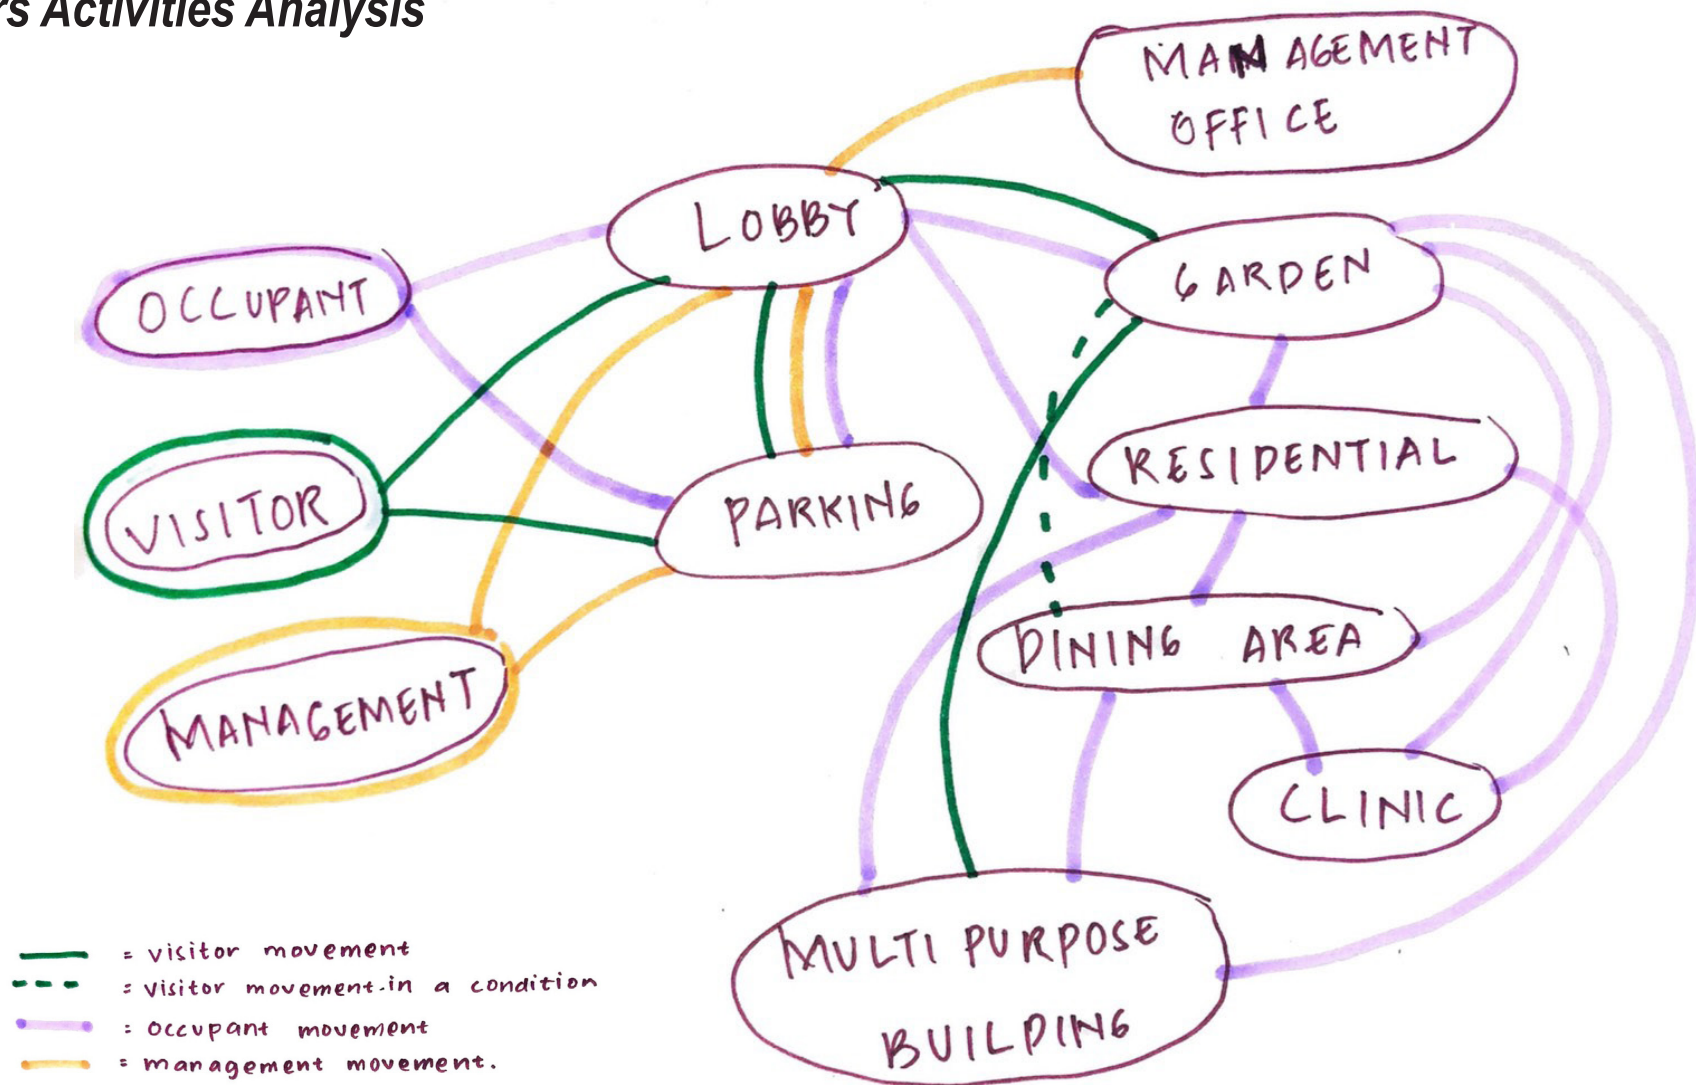 rs Activities Analysis
MANAGEMENT
OFFICE
LOBBY
GARDEN
OCCUPANT
RESIDENTIAL
VISITOR
PARKING
DINING AREA
MANAGEMENT
CLINIC
MULTI PURPOSE
BUILDING
= visitor movement
= visitor movement in a condition
= occupant movement
= management movement.